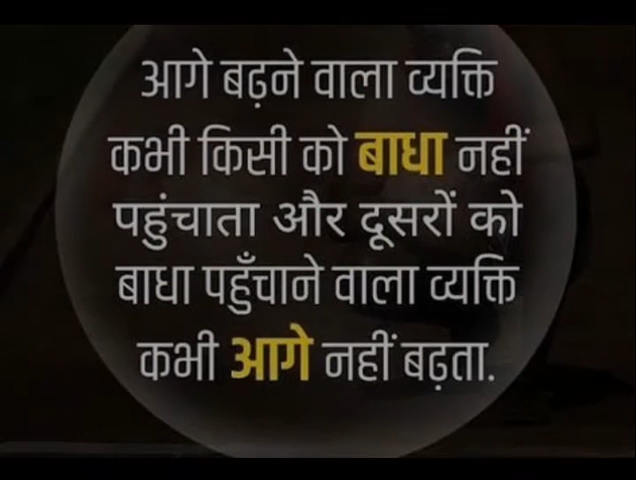 आगे बढ़ने वाला व्यक्ति
कभी किसी को बाधा नहीं
पहुंचाता और दूसरों को
बाधा पहुँचाने वाला व्यक्ति
कभी आगे नहीं बढ़ता.